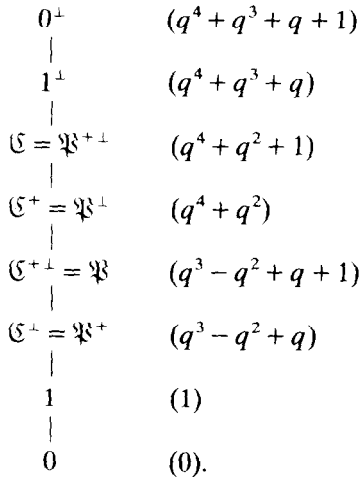 0^⊥ (q^4 + q^3 + q + 1)
1^⊥ (q^4 + q^3 + q)
ℭ = 𝔓^{+⊥} (q^4 + q^2 + 1)
ℭ^+ = 𝔓^⊥ (q^4 + q^2)
ℭ^{+⊥} = 𝔓 (q^3 − q^2 + q + 1)
ℭ^⊥ = 𝔓^+ (q^3 − q^2 + q)
1 (1)
0 (0).